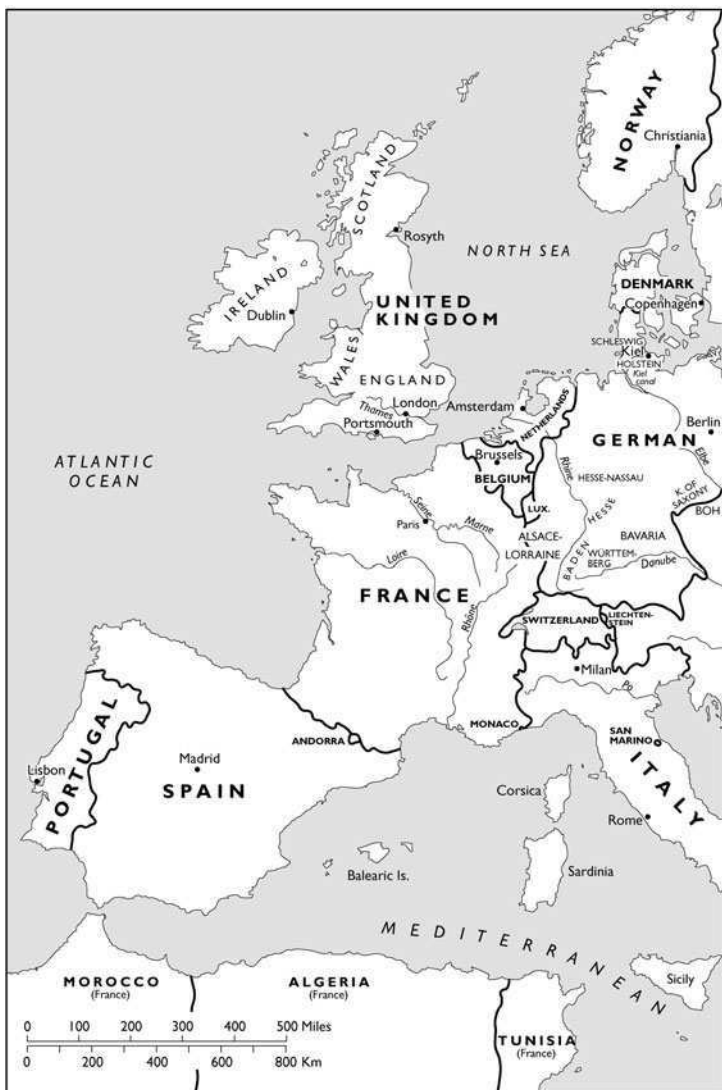 NORWAY
Christiania
SCOTLAND
Rosyth
NORTH SEA
IRELAND
Dublin
UNITED
KINGDOM
DENMARK
Copenhagen
SCHLESWIG
Kiel
HOLSTEIN
Kiel
canal
WALES
ENGLAND
London
Thames
Portsmouth
Amsterdam
NETHERLANDS
GERMAN
Berlin
Elbe
ATLANTIC
OCEAN
Brussels
BELGIUM
Rhine
HESSE-NASSAU
HESSE
K. OF
SAXONY
BOH
LUX.
Seine
Paris
Marne
ALSACE-
LORRAINE
BADEN
BAVARIA
WÜRTTEM-
BERG
Danube
Loire
FRANCE
Rhône
SWITZERLAND
LIECHTEN-
STEIN
Milan
Po
MONACO
SAN
MARINO
ITALY
ANDORRA
PORTUGAL
Lisbon
Madrid
SPAIN
Corsica
Rome
Balearic Is.
Sardinia
MEDITERRANEAN
Sicily
MOROCCO
(France)
ALGERIA
(France)
TUNISIA
(France)
0 100 200 300 400 500 Miles
0 200 400 600 800 Km